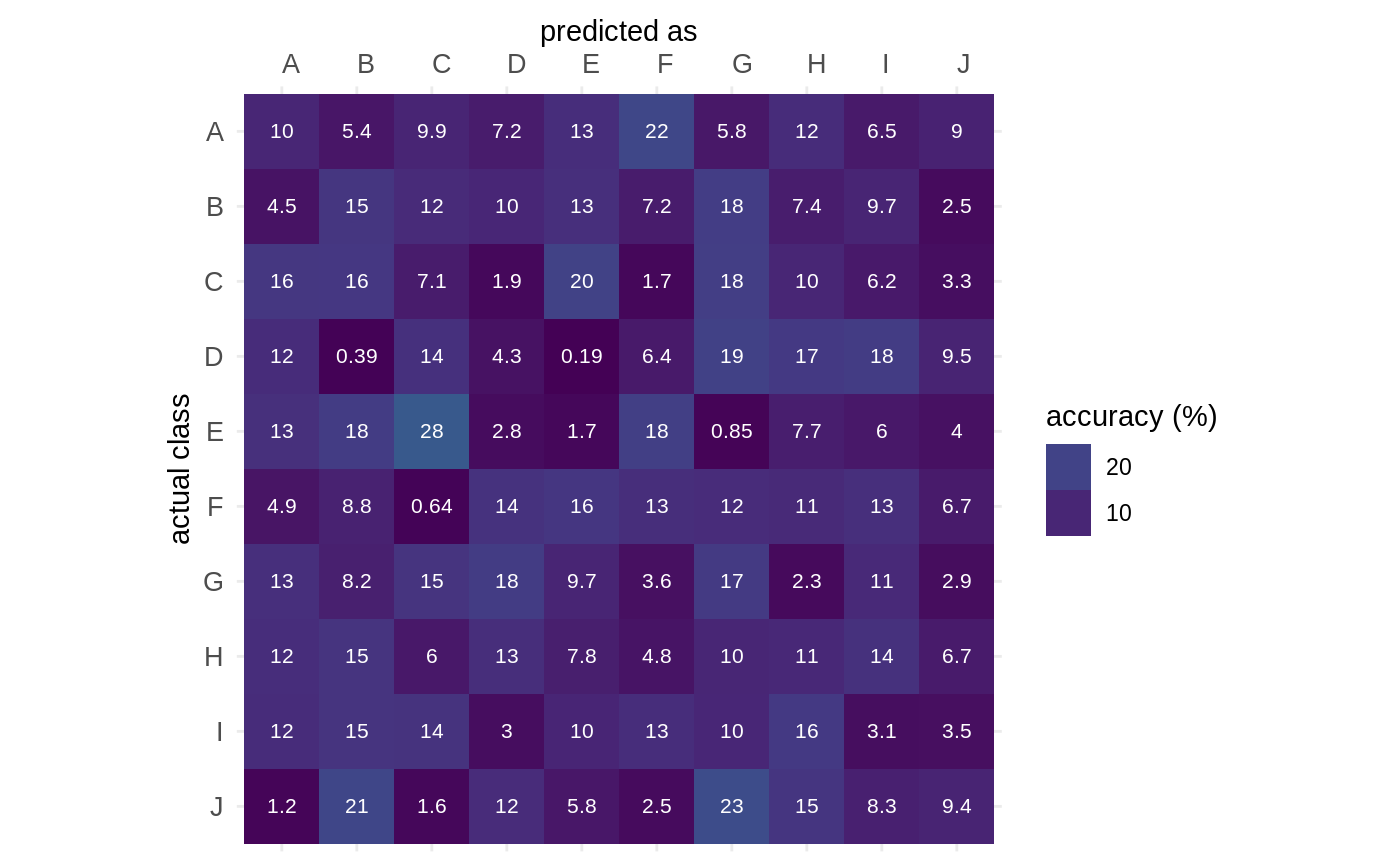 predicted as
A B C D E F G H I J
A 10 5.4 9.9 7.2 13 22 5.8 12 6.5 9
B 4.5 15 12 10 13 7.2 18 7.4 9.7 2.5
C 16 16 7.1 1.9 20 1.7 18 10 6.2 3.3
D 12 0.39 14 4.3 0.19 6.4 19 17 18 9.5
E 13 18 28 2.8 1.7 18 0.85 7.7 6 4
F 4.9 8.8 0.64 14 16 13 12 11 13 6.7
G 13 8.2 15 18 9.7 3.6 17 2.3 11 2.9
H 12 15 6 13 7.8 4.8 10 11 14 6.7
I 12 15 14 3 10 13 10 16 3.1 3.5
J 1.2 21 1.6 12 5.8 2.5 23 15 8.3 9.4
actual class
accuracy (%)
20
10